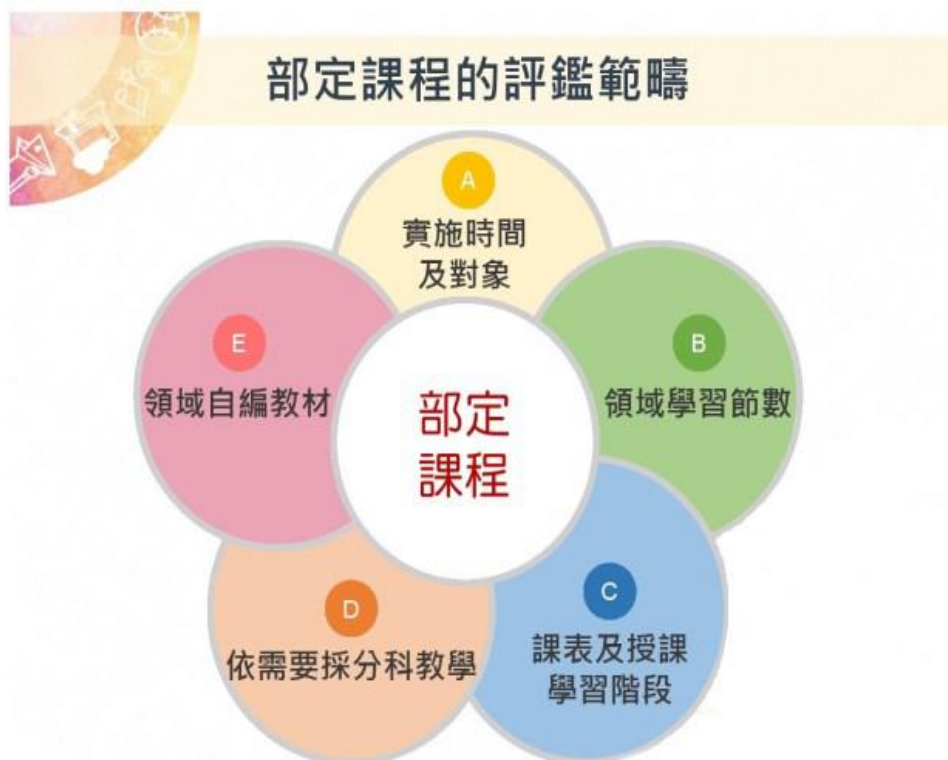 部定課程的評鑑範疇
A
實施時間
及對象
B
領域學習節數
C
課表及授課
學習階段
D
依需要採分科教學
E
領域自編教材
部定
課程